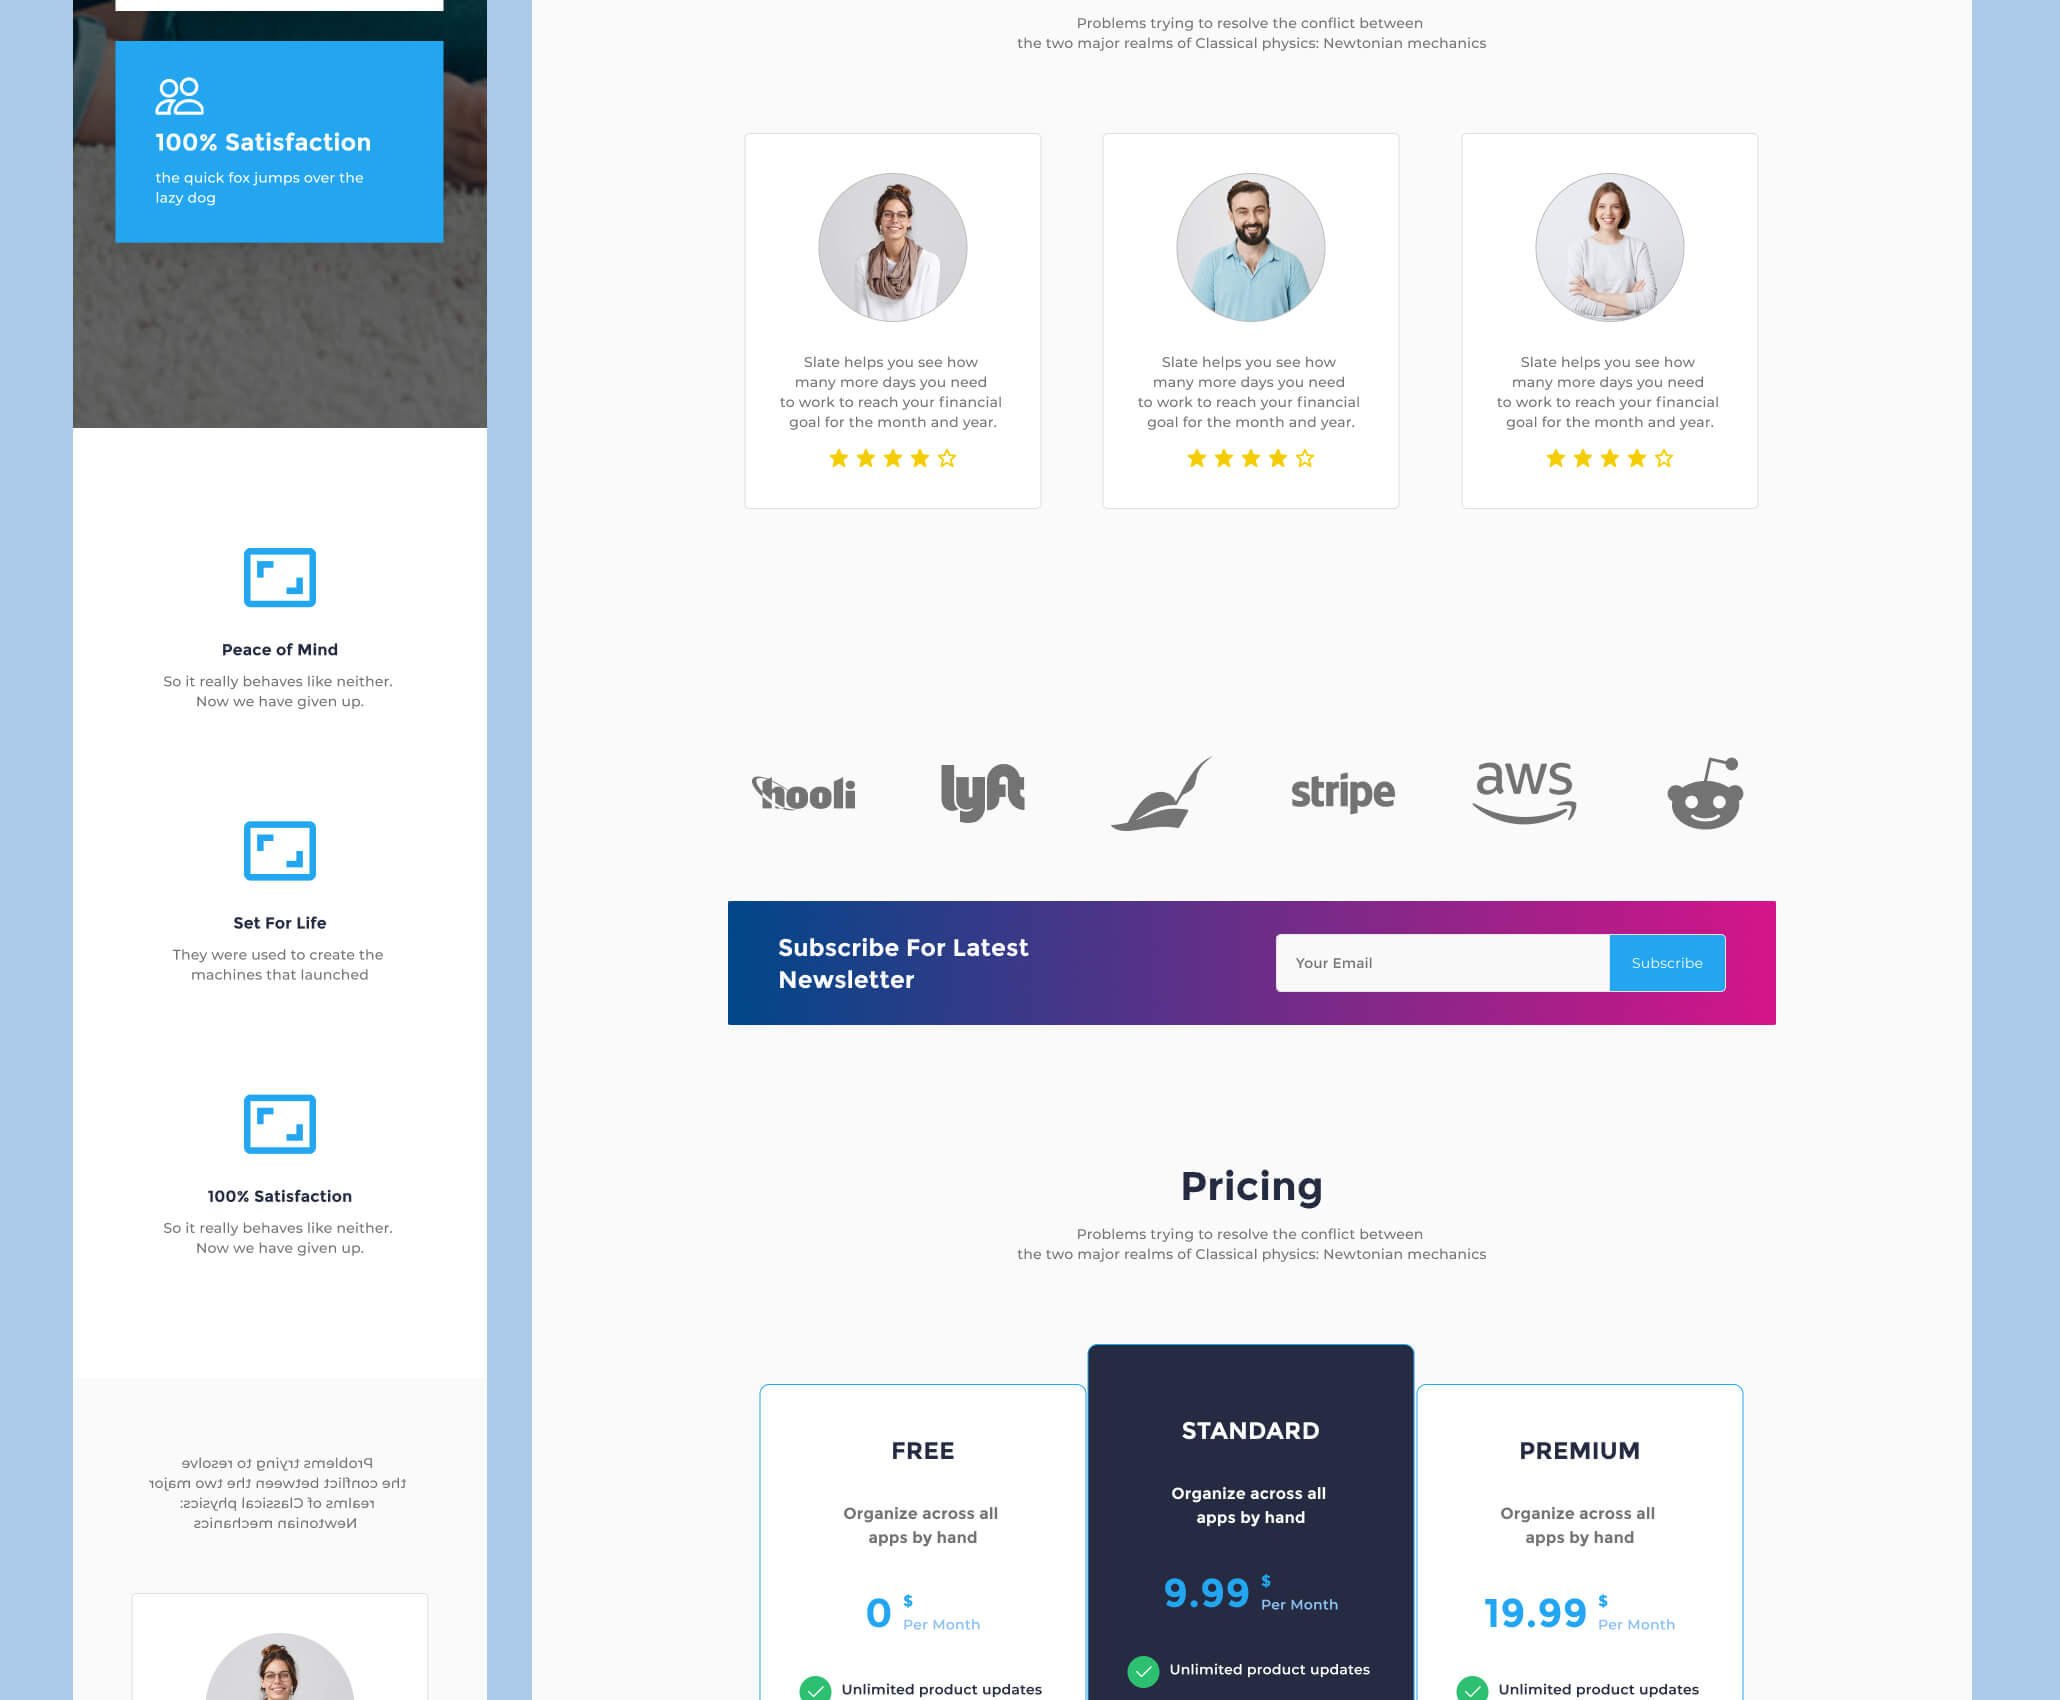 100% Satisfaction
the quick fox jumps over the
lazy dog
Peace of Mind
So it really behaves like neither.
Now we have given up.
Set For Life
They were used to create the
machines that launched
100% Satisfaction
So it really behaves like neither.
Now we have given up.
Problems trying to resolve
the conflict between the two major
realms of Classical physics:
Newtonian mechanics
Problems trying to resolve the conflict between
the two major realms of Classical physics: Newtonian mechanics
Slate helps you see how
many more days you need
to work to reach your financial
goal for the month and year.
Slate helps you see how
many more days you need
to work to reach your financial
goal for the month and year.
Slate helps you see how
many more days you need
to work to reach your financial
goal for the month and year.
hooli
lyft
stripe
aws
Subscribe For Latest
Newsletter
Your Email
Subscribe
Pricing
Problems trying to resolve the conflict between
the two major realms of Classical physics: Newtonian mechanics
FREE
Organize across all
apps by hand
0 $
Per Month
Unlimited product updates
STANDARD
Organize across all
apps by hand
9.99 $
Per Month
Unlimited product updates
PREMIUM
Organize across all
apps by hand
19.99 $
Per Month
Unlimited product updates